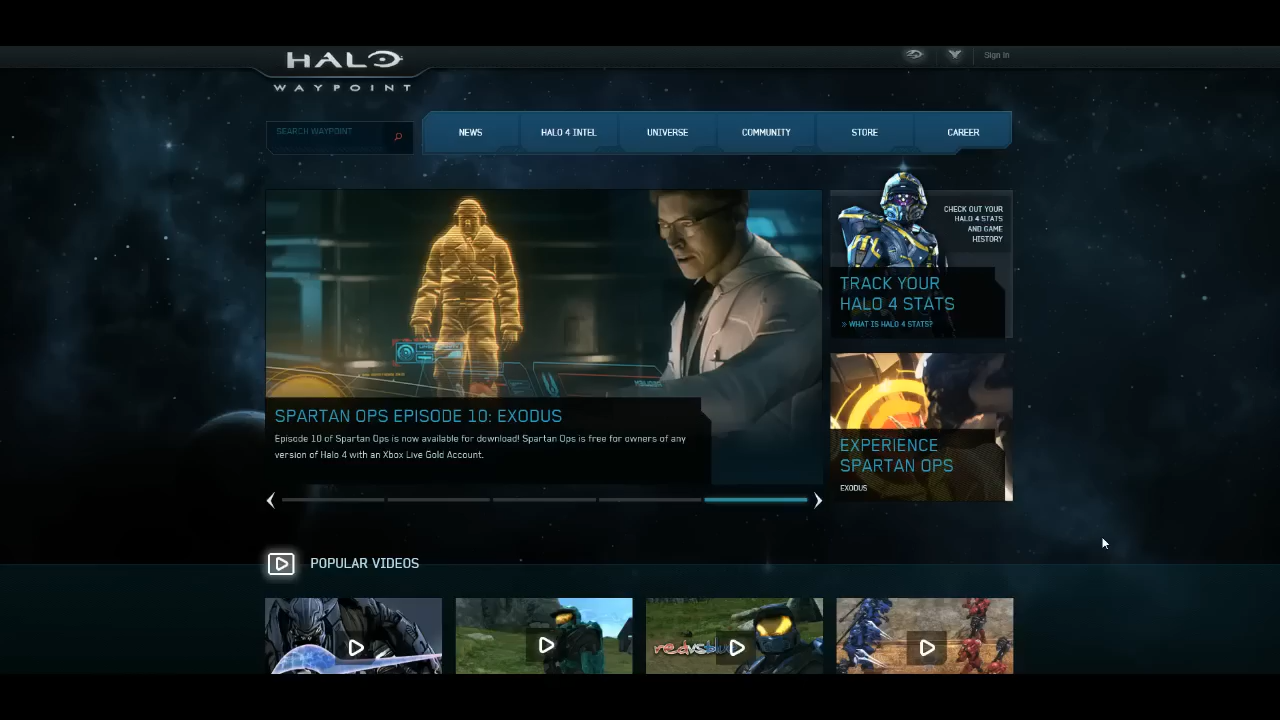 HALO
WAYPOINT
Sign In
SEARCH WAYPOINT
NEWS
HALO 4 INTEL
UNIVERSE
COMMUNITY
STORE
CAREER
CHECK OUT YOUR
HALO 4 STATS
AND GAME
HISTORY
TRACK YOUR
HALO 4 STATS
» WHAT IS HALO 4 STATS?
SPARTAN OPS EPISODE 10: EXODUS
Episode 10 of Spartan Ops is now available for download! Spartan Ops is free for owners of any
version of Halo 4 with an Xbox Live Gold Account.
EXPERIENCE
SPARTAN OPS
EXODUS
POPULAR VIDEOS